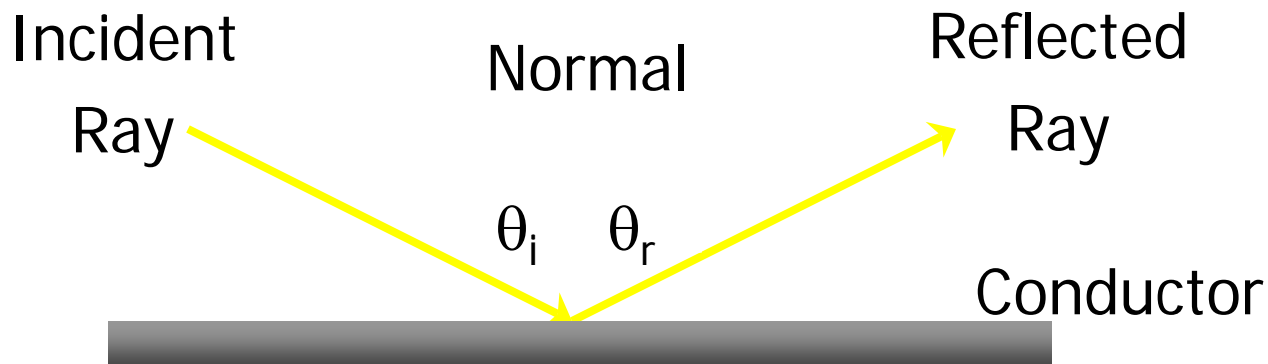 Incident
Ray
Normal
Reflected
Ray
θi
θr
Conductor